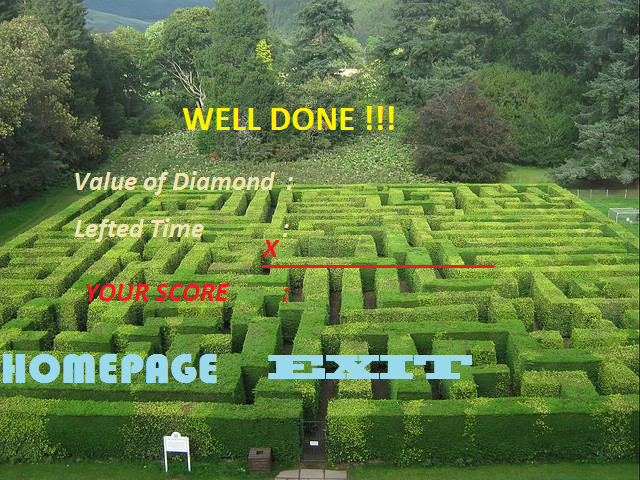 WELL DONE !!!
Value of Diamond :
Lefted Time :
X
YOUR SCORE :
HOMEPAGE EXIT